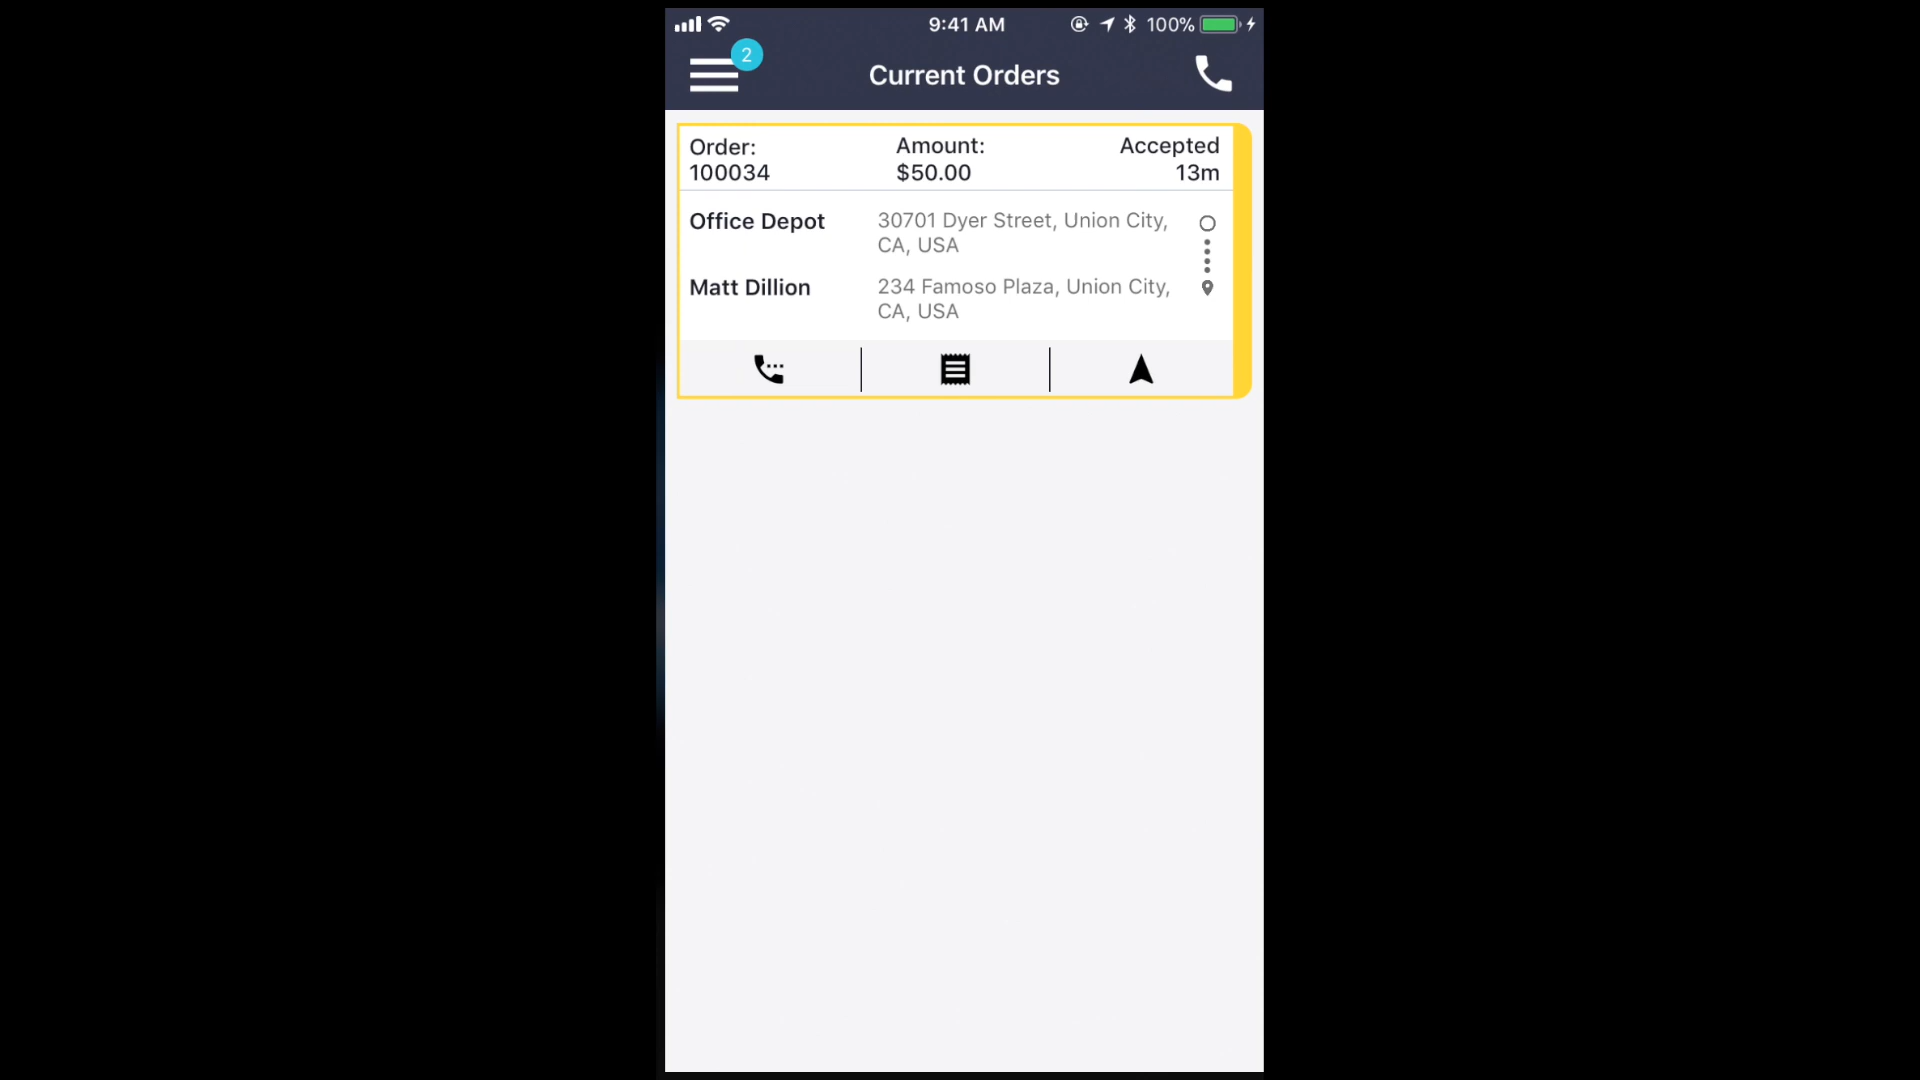 9:41 AM
100%
2
Current Orders
Order:
100034
Amount:
$50.00
Accepted
13m
Office Depot
30701 Dyer Street, Union City,
CA, USA
Matt Dillion
234 Famoso Plaza, Union City,
CA, USA